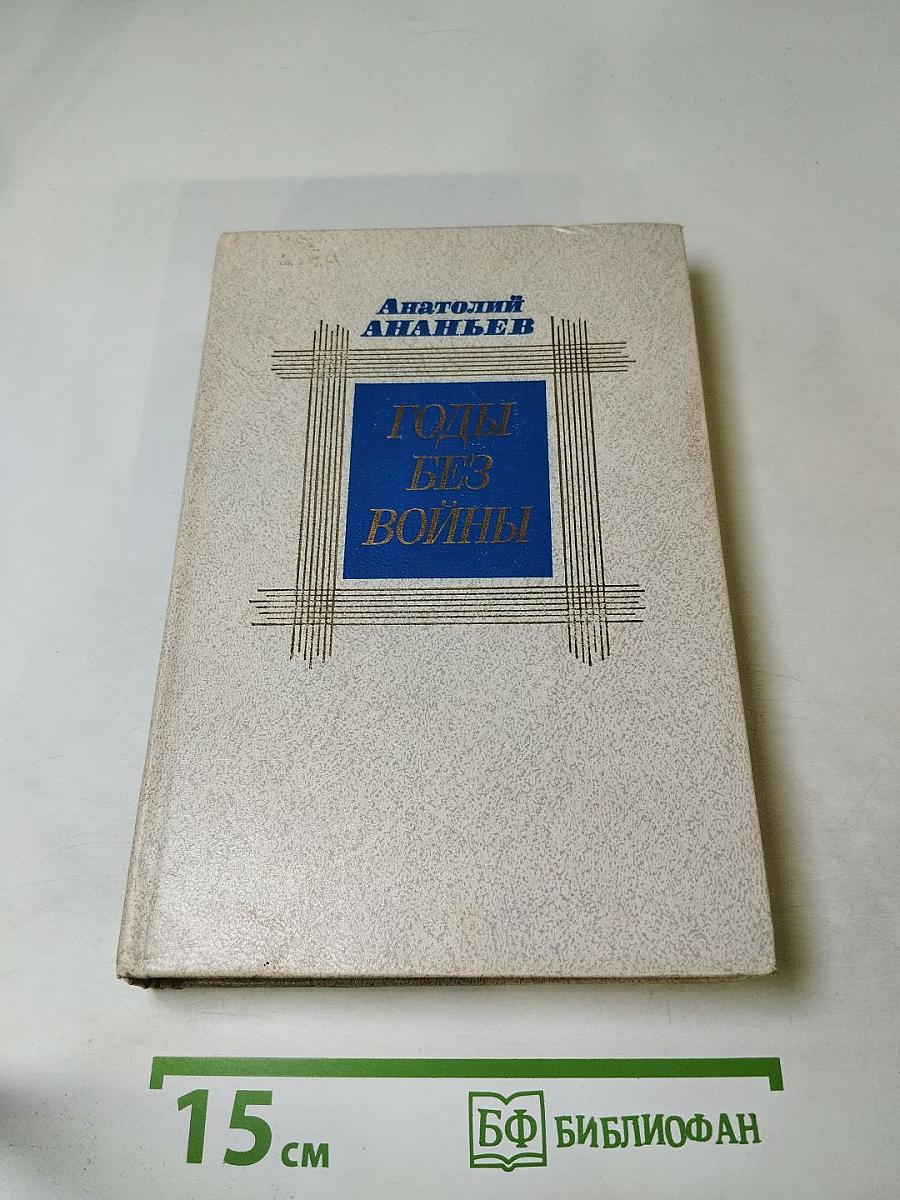 Анатолий
АНАНЬЕВ
ГОДЫ
БЕЗ
ВОЙНЫ
15 см
БФ БИБЛИОФАН